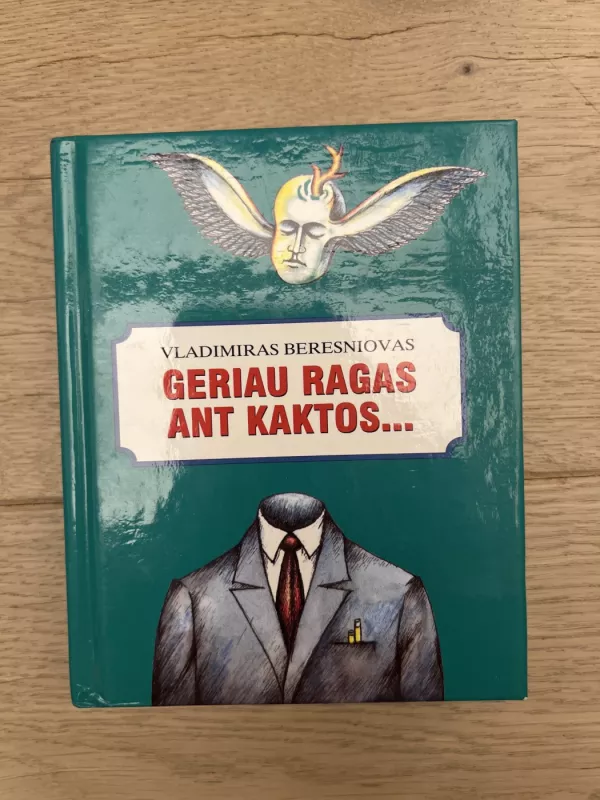 VLADIMIRAS BERESNIOVAS
GERIAU RAGAS
ANT KAKTOS...